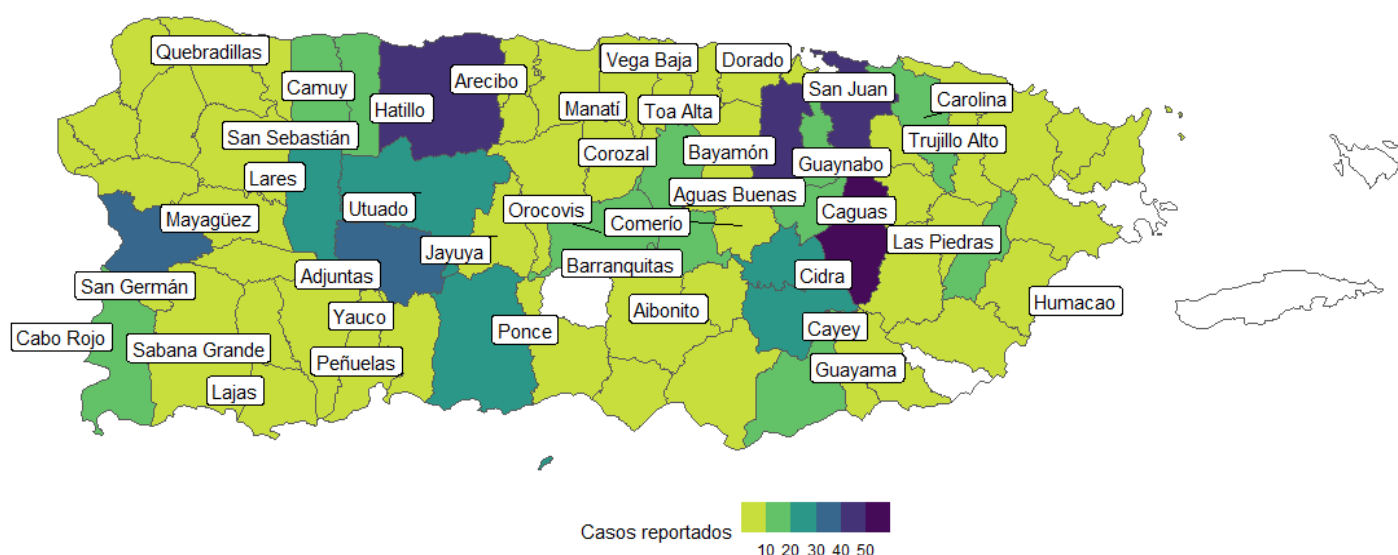 Quebradillas
Vega Baja
Dorado
Arecibo
Camuy
San Juan
Carolina
Hatillo
Manatí
Toa Alta
San Sebastián
Trujillo Alto
Corozal
Bayamón
Guaynabo
Lares
Aguas Buenas
Utuado
Orocovis
Caguas
Mayagüez
Comerío
Las Piedras
Jayuya
Barranquitas
Cidra
Adjuntas
San Germán
Humacao
Aibonito
Yauco
Cabo Rojo
Ponce
Cayey
Sabana Grande
Peñuelas
Guayama
Lajas
Casos reportados
10 20 30 40 50